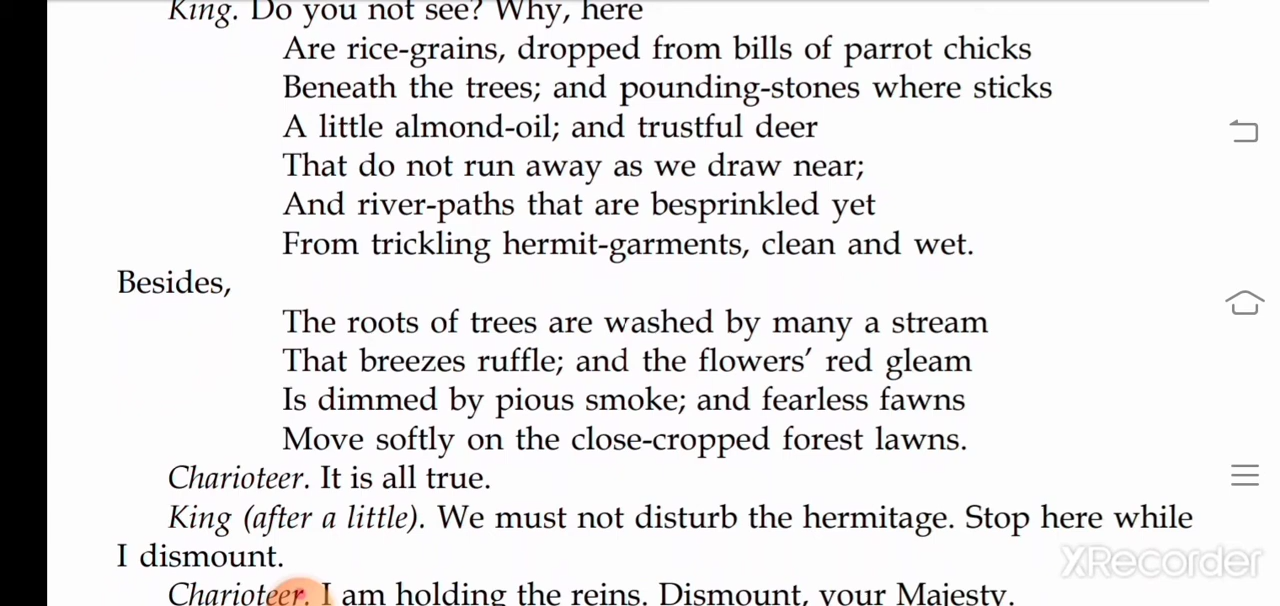 King. Do you not see? Why, here
Are rice-grains, dropped from bills of parrot chicks
Beneath the trees; and pounding-stones where sticks
A little almond-oil; and trustful deer
That do not run away as we draw near;
And river-paths that are besprinkled yet
From trickling hermit-garments, clean and wet.
Besides,
The roots of trees are washed by many a stream
That breezes ruffle; and the flowers’ red gleam
Is dimmed by pious smoke; and fearless fawns
Move softly on the close-cropped forest lawns.
Charioteer. It is all true.
King (after a little). We must not disturb the hermitage. Stop here while
I dismount.
XRecorder
Charioteer. I am holding the reins. Dismount, your Majesty.